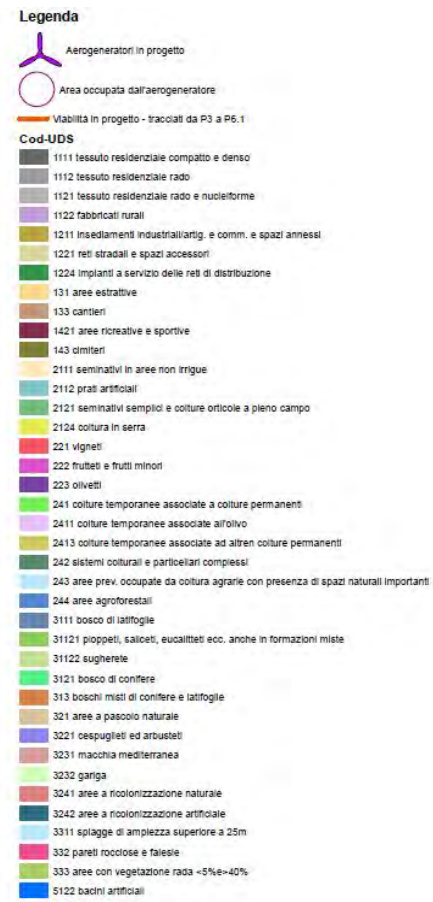 Legenda
Aerogeneratori in progetto
Area occupata dall'aerogeneratore
Viabilità in progetto - tracciati da P3 a P6.1
Cod-UDS
1111 tessuto residenziale compatto e denso
1112 tessuto residenziale rado
1121 tessuto residenziale rado e nucleiforme
1122 fabbricati rurali
1211 insediamenti industriali/artig. e comm. e spazi annessi
1221 reti stradali e spazi accessori
1224 impianti a servizio delle reti di distribuzione
131 aree estrattive
133 cantieri
1421 aree ricreative e sportive
143 cimiteri
2111 seminativi in aree non irrigue
2112 prati artificiali
2121 seminativi semplici e colture orticole a pieno campo
2124 coltura in serra
221 vigneti
222 frutteti e frutti minori
223 olivetti
241 colture temporanee associate a colture permanenti
2411 colture temporanee associate all'olivo
2413 colture temporanee associate ad altren colture permanenti
242 sistemi colturali e particellari complessi
243 aree prev. occupate da coltura agrarie con presenza di spazi naturali importanti
244 aree agroforestali
3111 bosco di latifoglie
31121 pioppeti, saliceti, eucalitteti ecc. anche in formazioni miste
31122 sugherete
3121 bosco di conifere
313 boschi misti di conifere e latifoglie
321 aree a pascolo naturale
3221 cespuglieti ed arbusteti
3231 macchia mediterranea
3232 gariga
3241 aree a ricolonizzazione naturale
3242 aree a ricolonizzazione artificiale
3311 spiagge di ampiezza superiore a 25m
332 pareti rocciose e falesie
333 aree con vegetazione rada <5%e>40%
5122 bacini artificiali